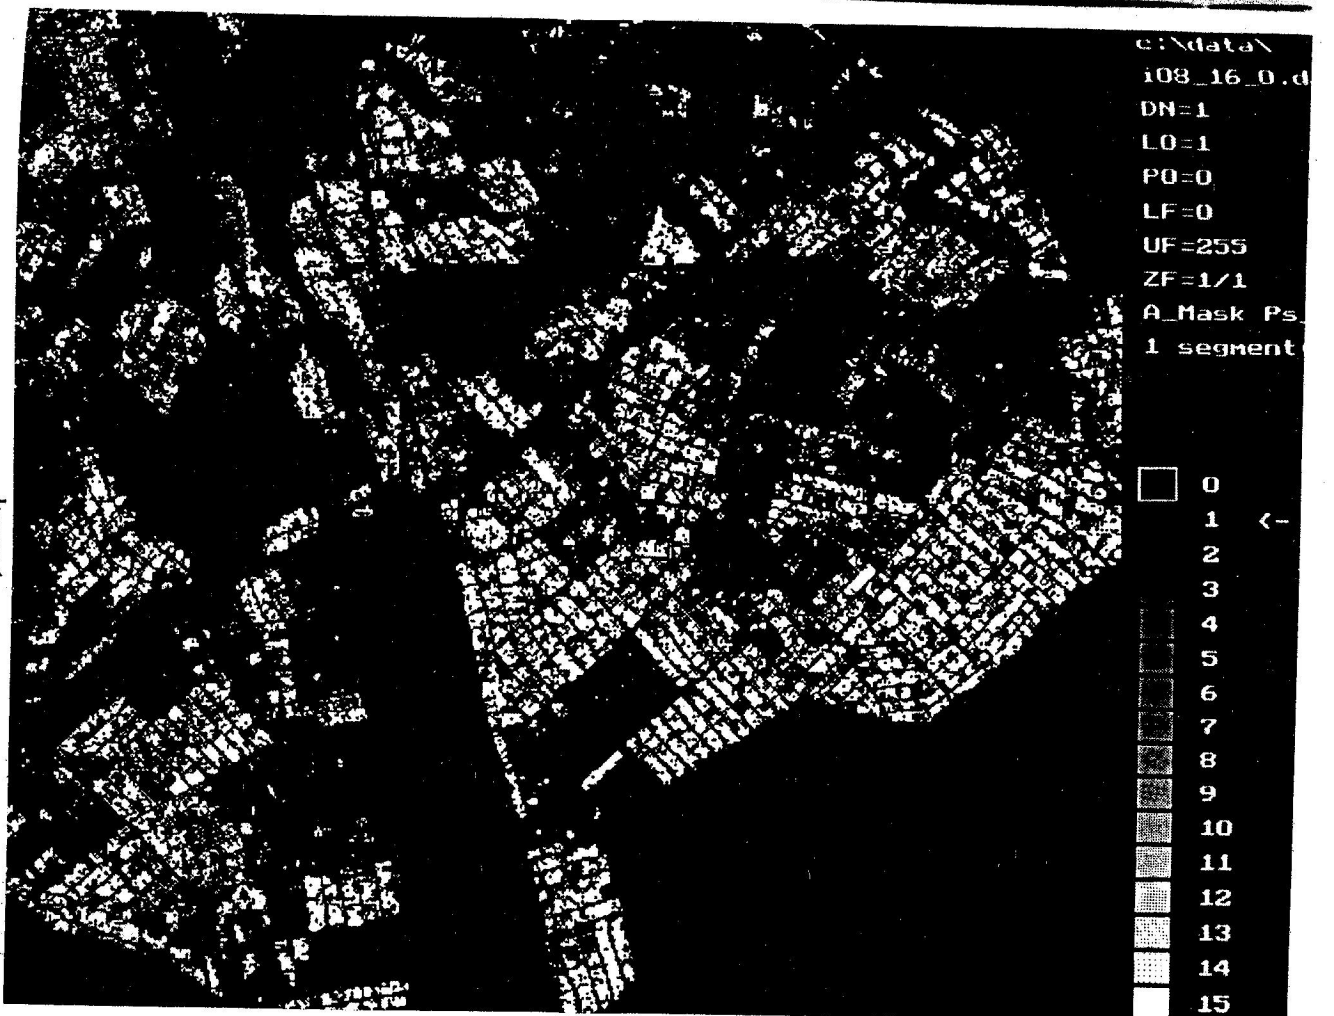 c:\data\
i08_16_0.d
DN=1
LO=1
PO=0
LF=0
UF=255
ZF=1/1
A_Mask Ps_
1 segment
0
1 <-
2
3
4
5
6
7
8
9
10
11
12
13
14
15